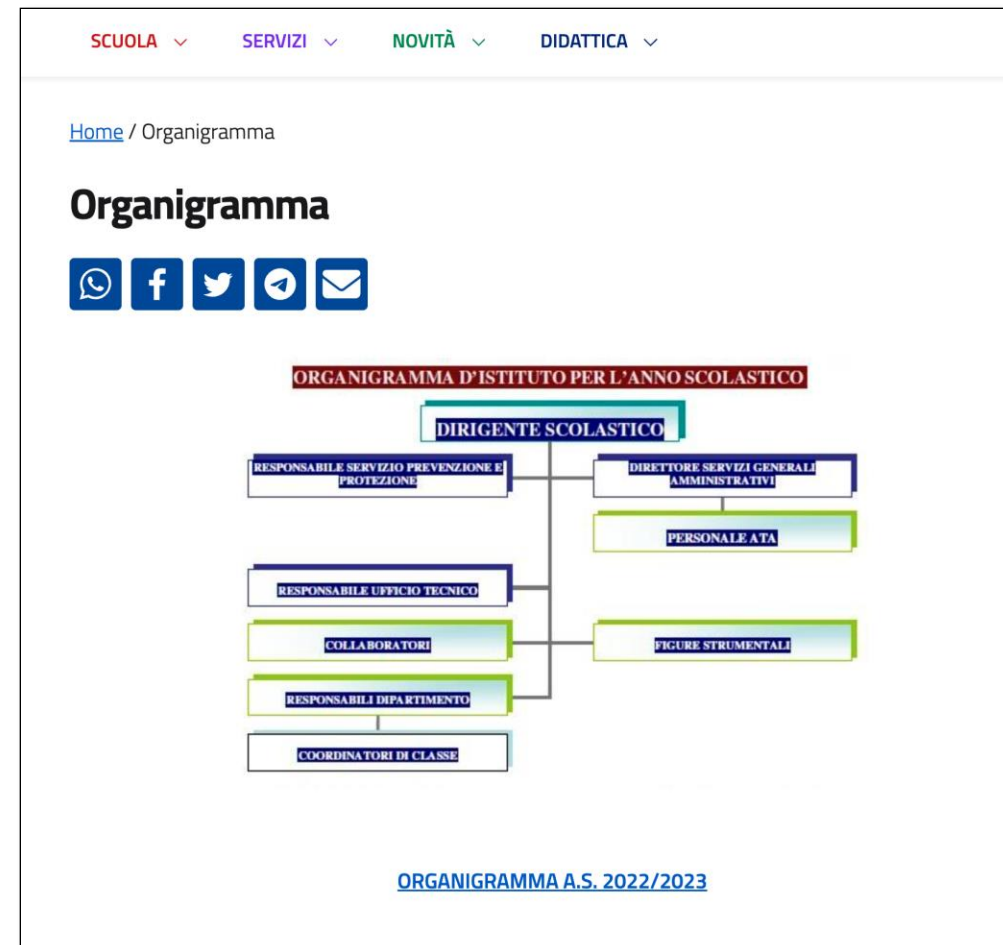 SCUOLA SERVIZI NOVITÀ DIDATTICA
Home / Organigramma
Organigramma
ORGANIGRAMMA D'ISTITUTO PER L'ANNO SCOLASTICO
DIRIGENTE SCOLASTICO
RESPONSABILE SERVIZIO PREVENZIONE E
PROTEZIONE
DIRETTORE SERVIZI GENERALI
AMMINISTRATIVI
PERSONALE ATA
RESPONSABILE UFFICIO TECNICO
COLLABORATORI
FIGURE STRUMENTALI
RESPONSABILI DIPARTIMENTO
COORDINATORI DI CLASSE
ORGANIGRAMMA A.S. 2022/2023